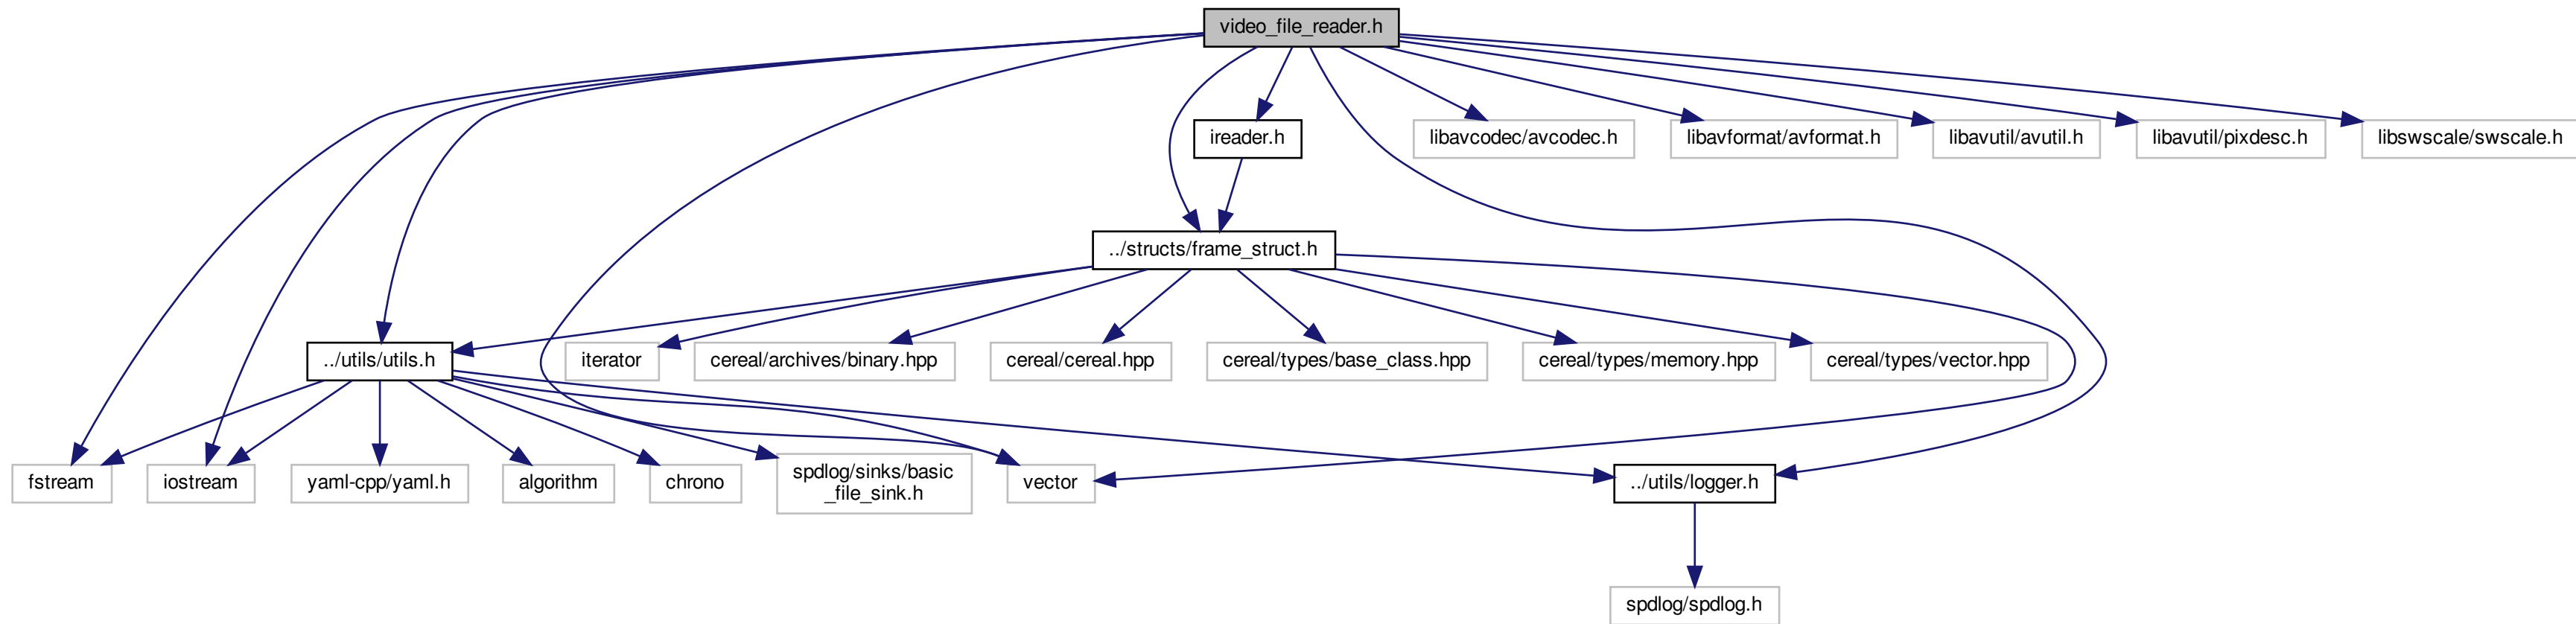 video_file_reader.h
ireader.h
libavcodec/avcodec.h
libavformat/avformat.h
libavutil/avutil.h
libavutil/pixdesc.h
libswscale/swscale.h
../structs/frame_struct.h
../utils/utils.h
iterator
cereal/archives/binary.hpp
cereal/cereal.hpp
cereal/types/base_class.hpp
cereal/types/memory.hpp
cereal/types/vector.hpp
fstream
iostream
yaml-cpp/yaml.h
algorithm
chrono
spdlog/sinks/basic
_file_sink.h
vector
../utils/logger.h
spdlog/spdlog.h